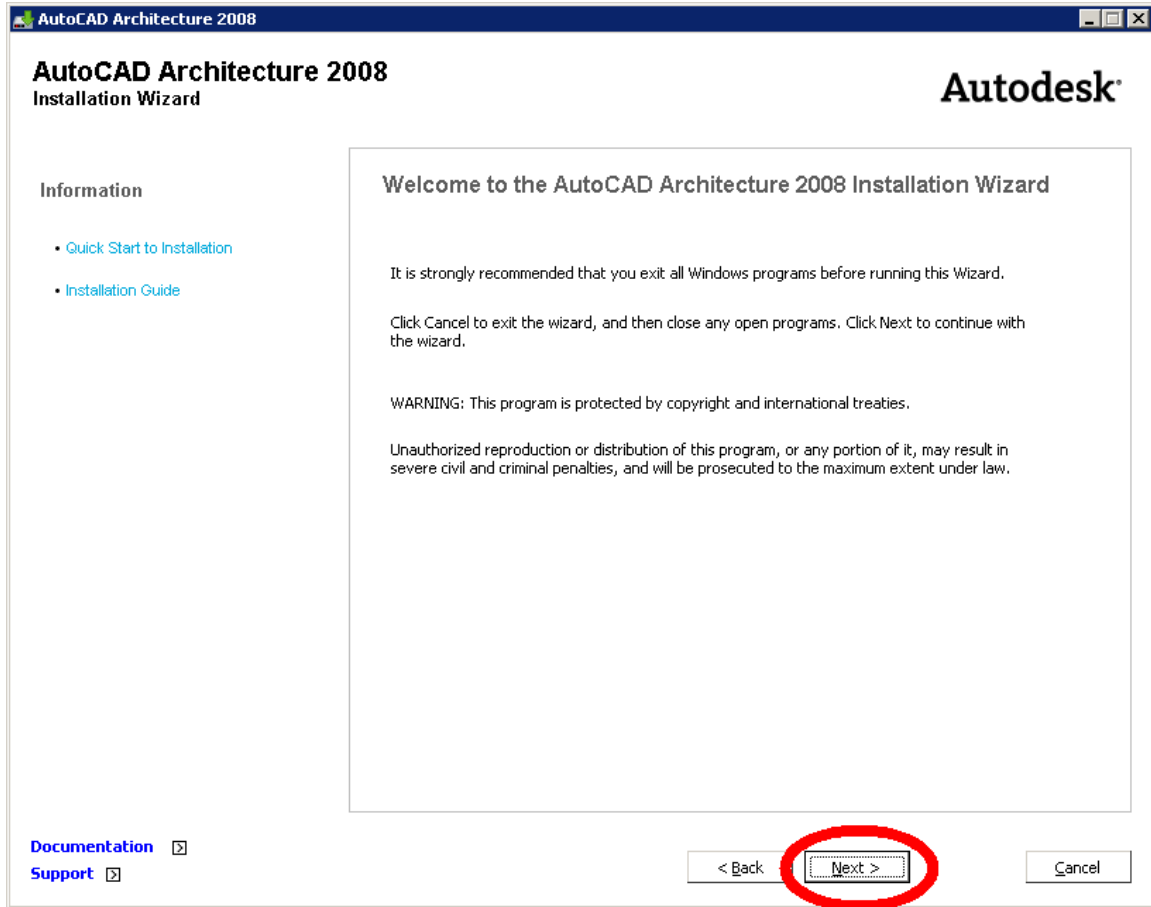 AutoCAD Architecture 2008
AutoCAD Architecture 2008
Installation Wizard
Autodesk
Information
• Quick Start to Installation
• Installation Guide
Welcome to the AutoCAD Architecture 2008 Installation Wizard
It is strongly recommended that you exit all Windows programs before running this Wizard.
Click Cancel to exit the wizard, and then close any open programs. Click Next to continue with
the wizard.
WARNING: This program is protected by copyright and international treaties.
Unauthorized reproduction or distribution of this program, or any portion of it, may result in
severe civil and criminal penalties, and will be prosecuted to the maximum extent under law.
Documentation
Support
< Back
Next >
Cancel